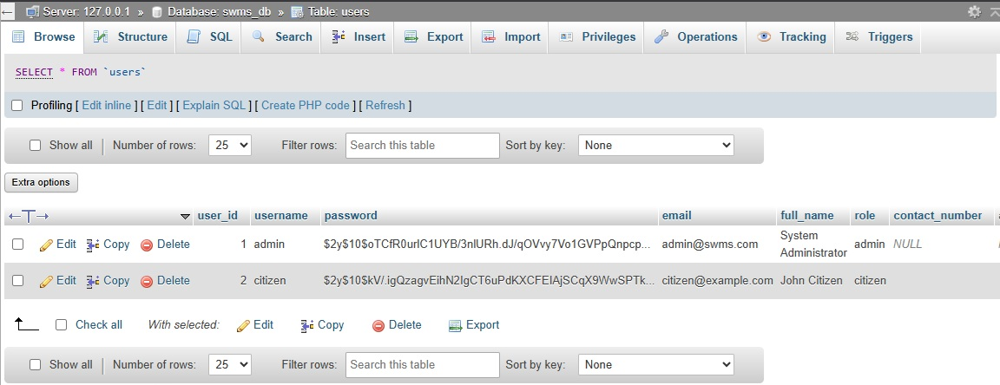 Server: 127.0.0.1 » Database: swms_db » Table: users
Browse Structure SQL Search Insert Export Import Privileges Operations Tracking Triggers
SELECT * FROM `users`
Profiling [ Edit inline ] [ Edit ] [ Explain SQL ] [ Create PHP code ] [ Refresh ]
Show all Number of rows: 25 Filter rows: Search this table Sort by key: None
Extra options
user_id username password email full_name role contact_number
Edit Copy Delete 1 admin $2y$10$oTCfR0urlC1UYB/3nlURh.dJ/qOVvy7Vo1GVPpQnpcp... admin@swms.com System Administrator admin NULL
Edit Copy Delete 2 citizen $2y$10$kV/.igQzagvEihN2IgCT6uPdKXCFEIAjSCqX9WwSPTk... citizen@example.com John Citizen citizen
Check all With selected: Edit Copy Delete Export
Show all Number of rows: 25 Filter rows: Search this table Sort by key: None